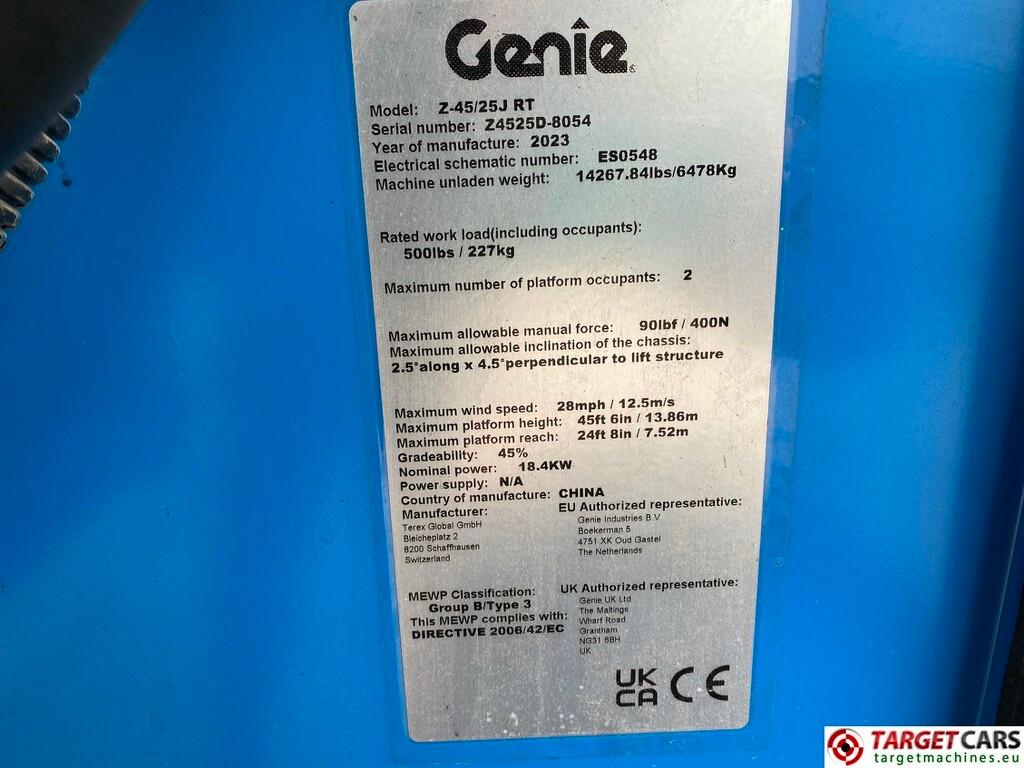 Genie
Model: Z-45/25J RT
Serial number: Z4525D-8054
Year of manufacture: 2023
Electrical schematic number: ES0548
Machine unladen weight: 14267.84lbs/6478Kg
Rated work load(including occupants):
500lbs / 227kg
Maximum number of platform occupants: 2
Maximum allowable manual force: 90lbf / 400N
Maximum allowable inclination of the chassis:
2.5°along x 4.5°perpendicular to lift structure
Maximum wind speed: 28mph / 12.5m/s
Maximum platform height: 45ft 6in / 13.86m
Maximum platform reach: 24ft 8in / 7.52m
Gradeability: 45%
Nominal power: 18.4KW
Power supply: N/A
Country of manufacture: CHINA
Manufacturer:
Terex Global GmbH
Bleicheplatz 2
8200 Schaffhausen
Switzerland
EU Authorized representative:
Genie Industries B.V
Boekerman 5
4751 XK Oud Gastel
The Netherlands
MEWP Classification:
Group B/Type 3
This MEWP complies with:
DIRECTIVE 2006/42/EC
UK Authorized representative:
Genie UK Ltd
The Maltings
Wharf Road
Grantham
NG31 6BH
UK
UK
CA CE
TARGETCARS
targetmachines.eu